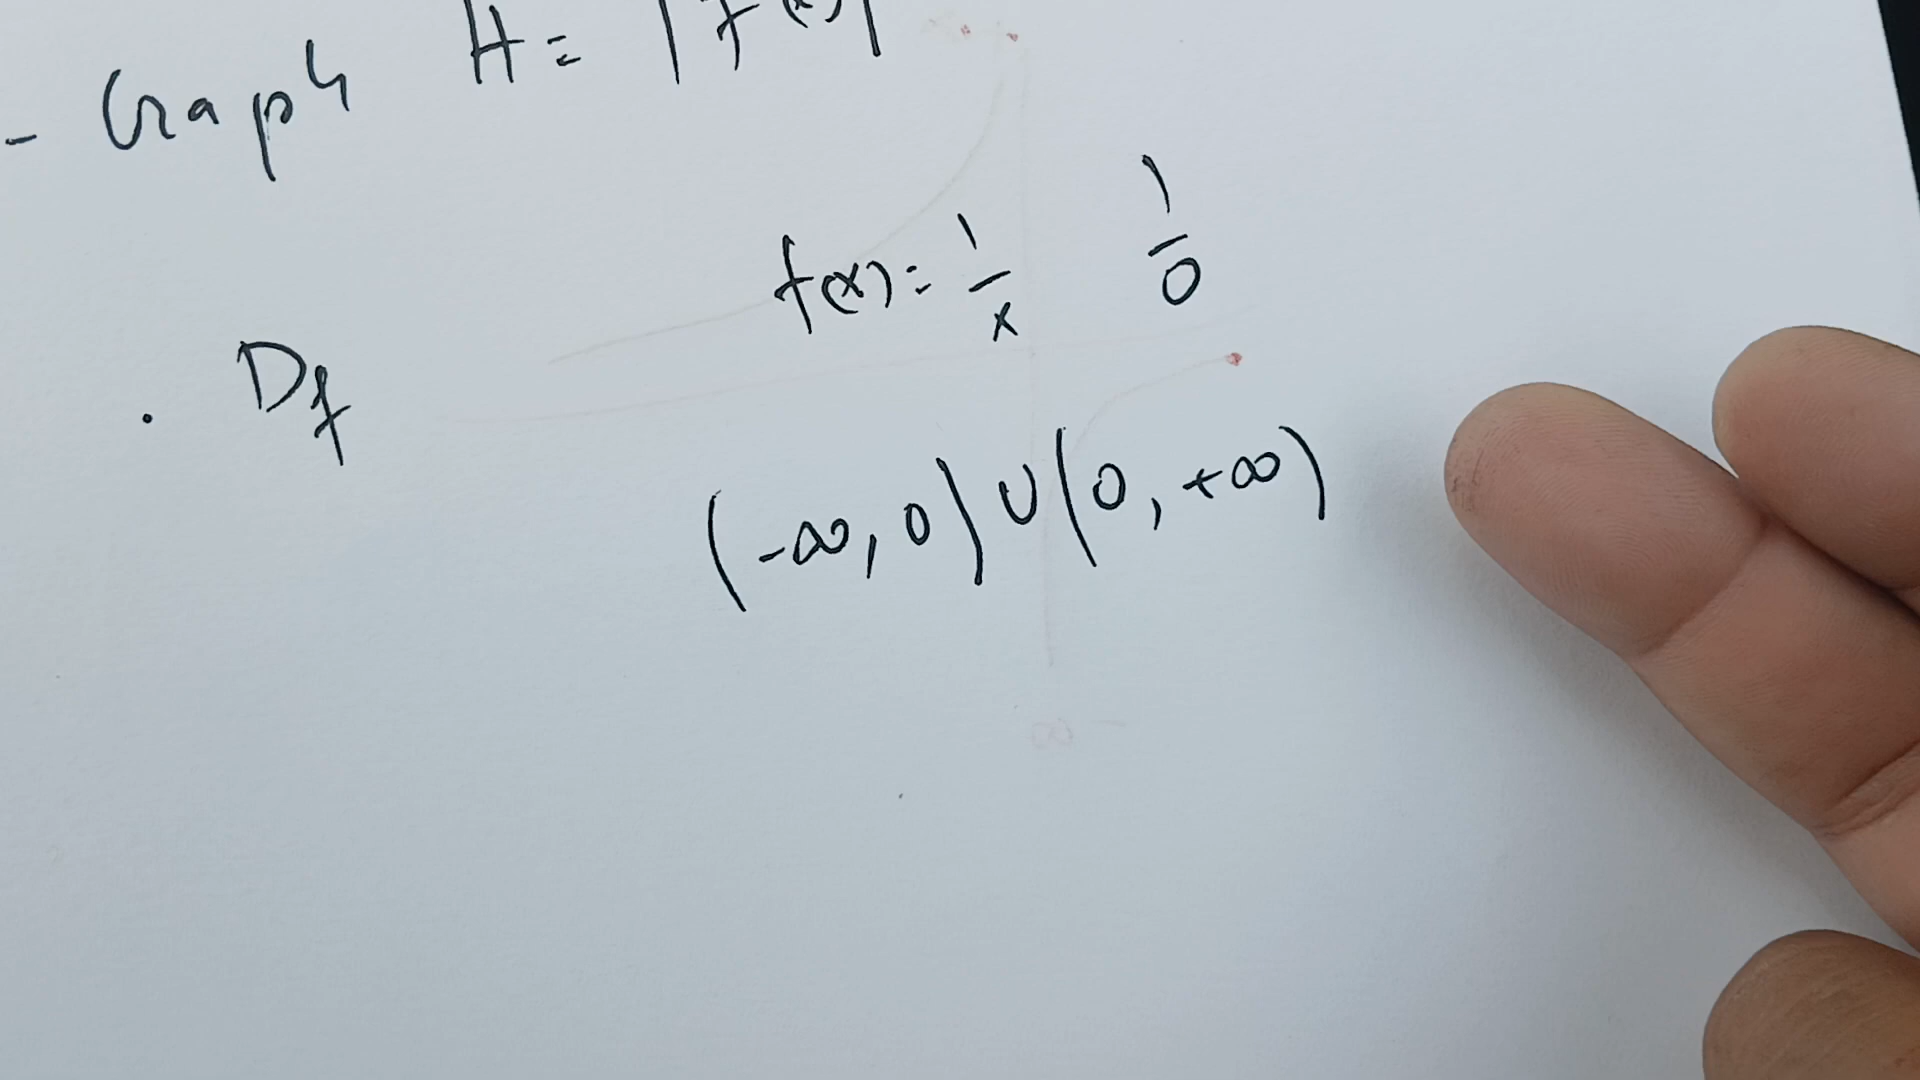 - Graph H = |f(x)|
f(x) = 1/x 1/0
. Df
(-∞, 0) ∪ (0, +∞)